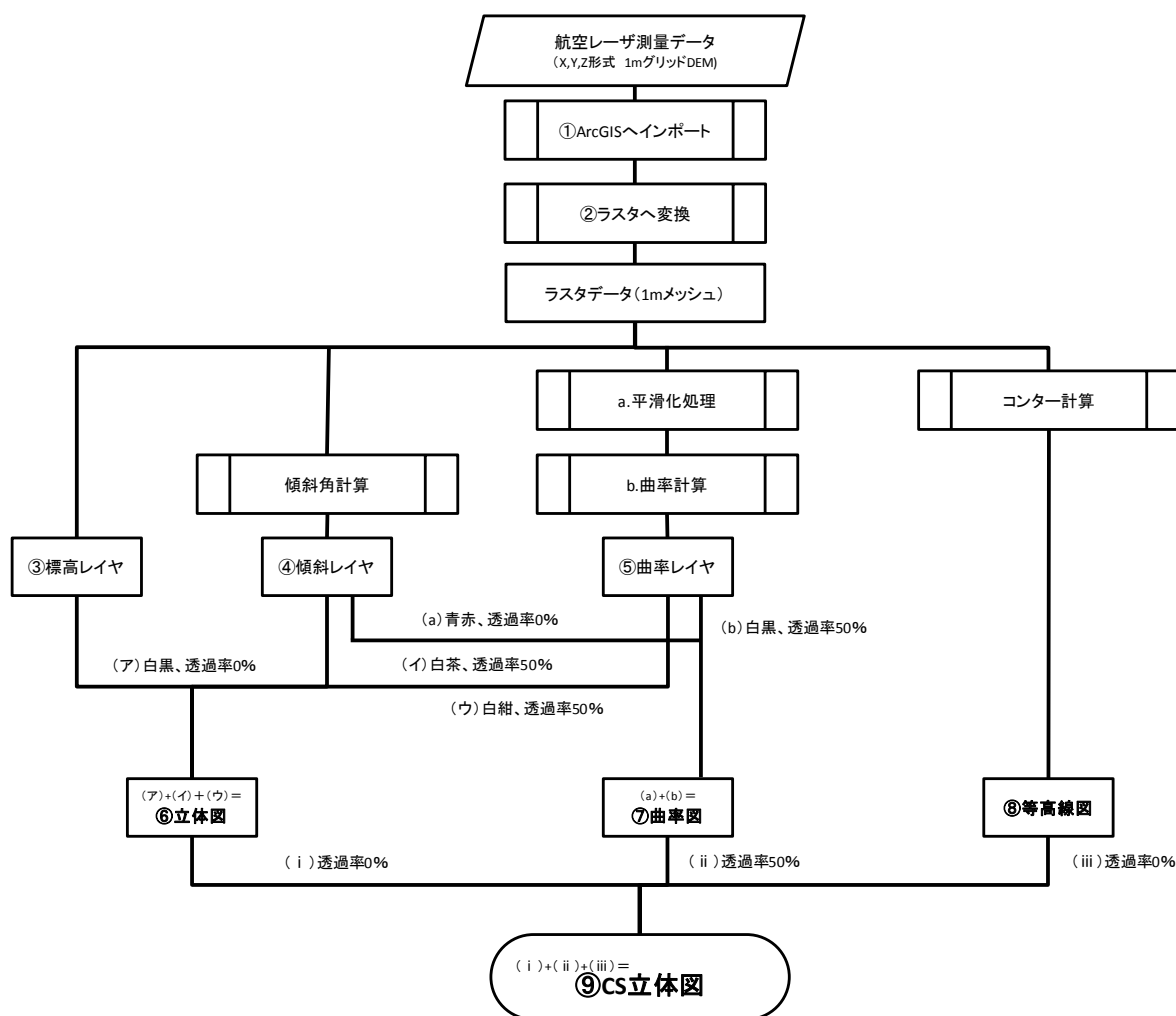 航空レーザ測量データ
（X,Y,Z形式 1mグリッドDEM)
①ArcGISへインポート
②ラスタへ変換
ラスタデータ（1mメッシュ）
a.平滑化処理
コンター計算
傾斜角計算
b.曲率計算
③標高レイヤ
④傾斜レイヤ
⑤曲率レイヤ
（a）青赤、透過率0%
（b）白黒、透過率50%
（ア）白黒、透過率0%
（イ）白茶、透過率50%
（ウ）白紺、透過率50%
（ア）+（イ）+（ウ）＝
⑥立体図
（a）+（b）＝
⑦曲率図
⑧等高線図
（ⅰ）透過率0%
（ⅱ）透過率50%
（ⅲ）透過率0%
（ⅰ）+（ⅱ）+（ⅲ）＝
⑨CS立体図